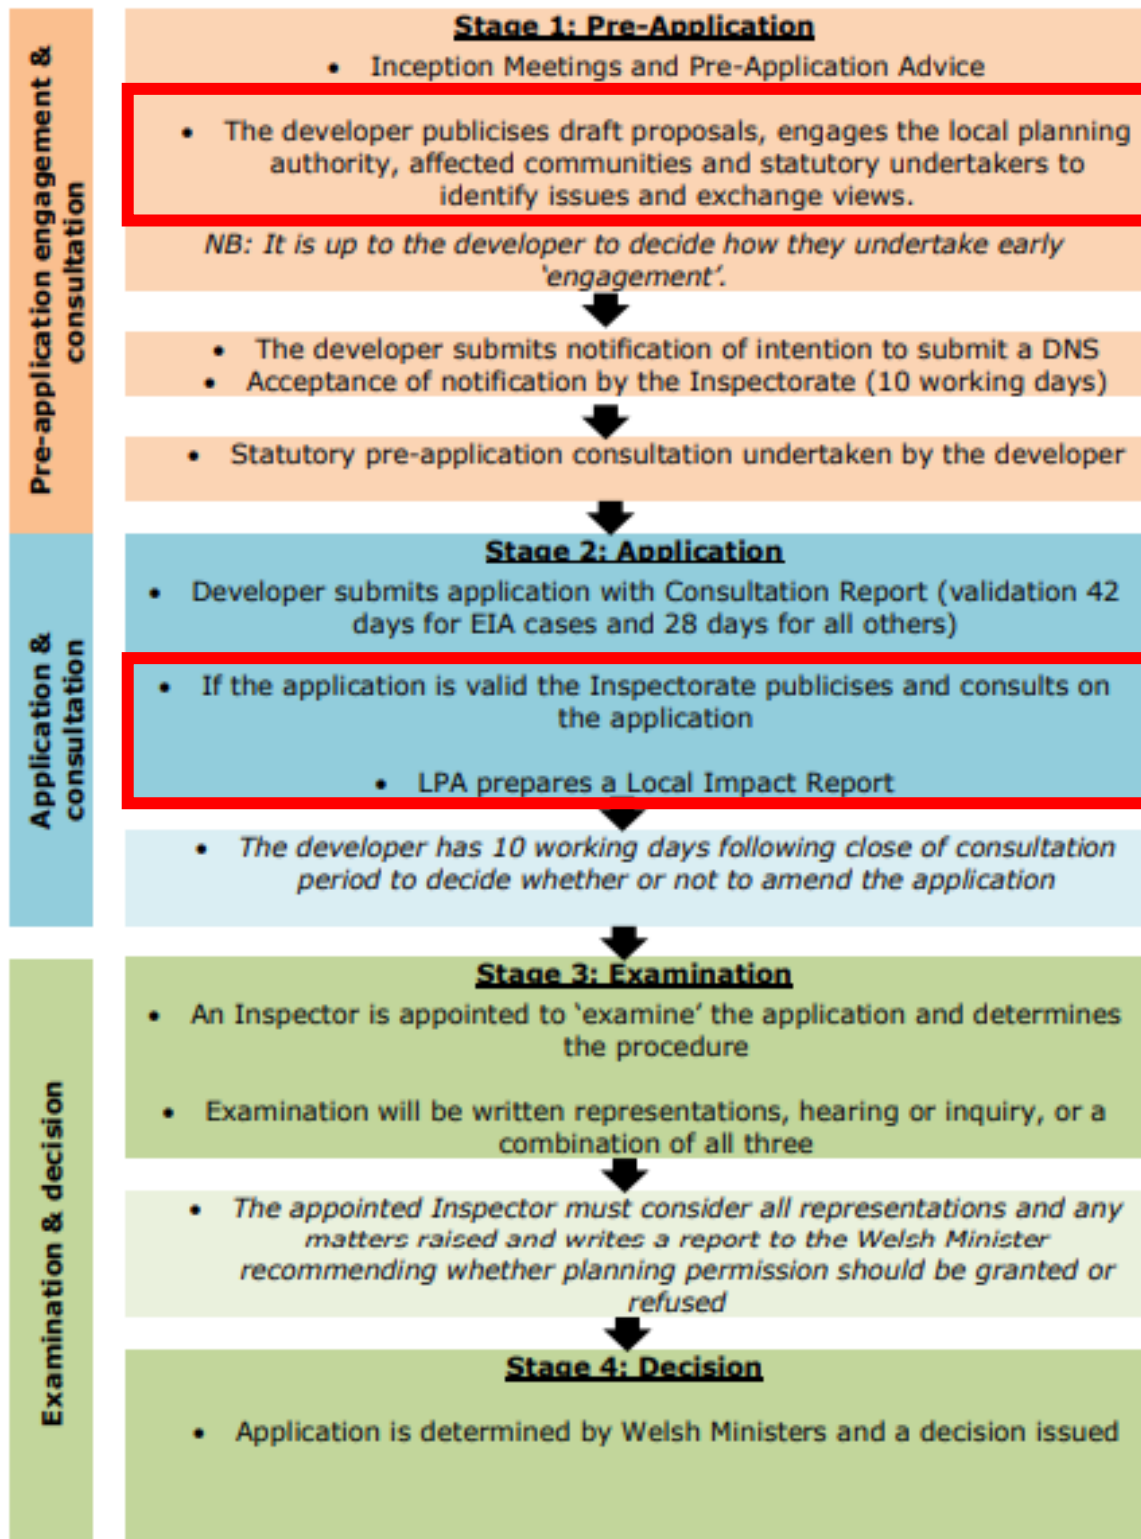 Pre-application engagement &
consultation
Stage 1: Pre-Application
• Inception Meetings and Pre-Application Advice
• The developer publicises draft proposals, engages the local planning
authority, affected communities and statutory undertakers to
identify issues and exchange views.
NB: It is up to the developer to decide how they undertake early
‘engagement’.
• The developer submits notification of intention to submit a DNS
• Acceptance of notification by the Inspectorate (10 working days)
• Statutory pre-application consultation undertaken by the developer
Application &
consultation
Stage 2: Application
• Developer submits application with Consultation Report (validation 42
days for EIA cases and 28 days for all others)
• If the application is valid the Inspectorate publicises and consults on
the application
• LPA prepares a Local Impact Report
• The developer has 10 working days following close of consultation
period to decide whether or not to amend the application
Examination & decision
Stage 3: Examination
• An Inspector is appointed to ‘examine’ the application and determines
the procedure
• Examination will be written representations, hearing or inquiry, or a
combination of all three
• The appointed Inspector must consider all representations and any
matters raised and writes a report to the Welsh Minister
recommending whether planning permission should be granted or
refused
Stage 4: Decision
• Application is determined by Welsh Ministers and a decision issued